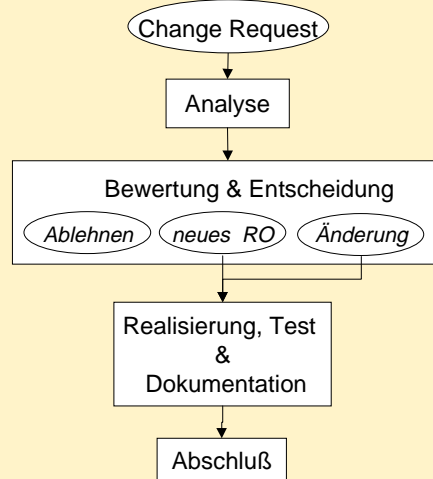 Change Request
Analyse
Bewertung & Entscheidung
Ablehnen
neues RO
Änderung
Realisierung, Test
&
Dokumentation
Abschluß